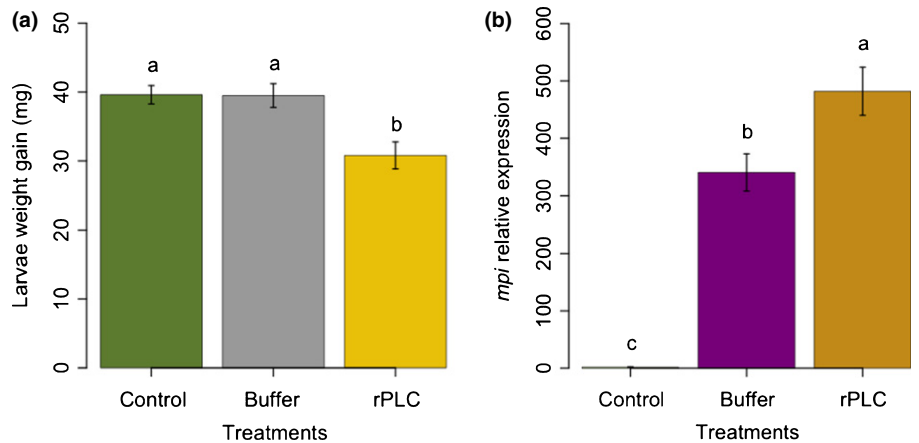 (a)
Larvae weight gain (mg)
50
40
30
20
10
0
a
a
b
Control
Buffer
rPLC
Treatments
(b)
mpi relative expression
600
500
400
300
200
100
0
c
b
a
Control
Buffer
rPLC
Treatments